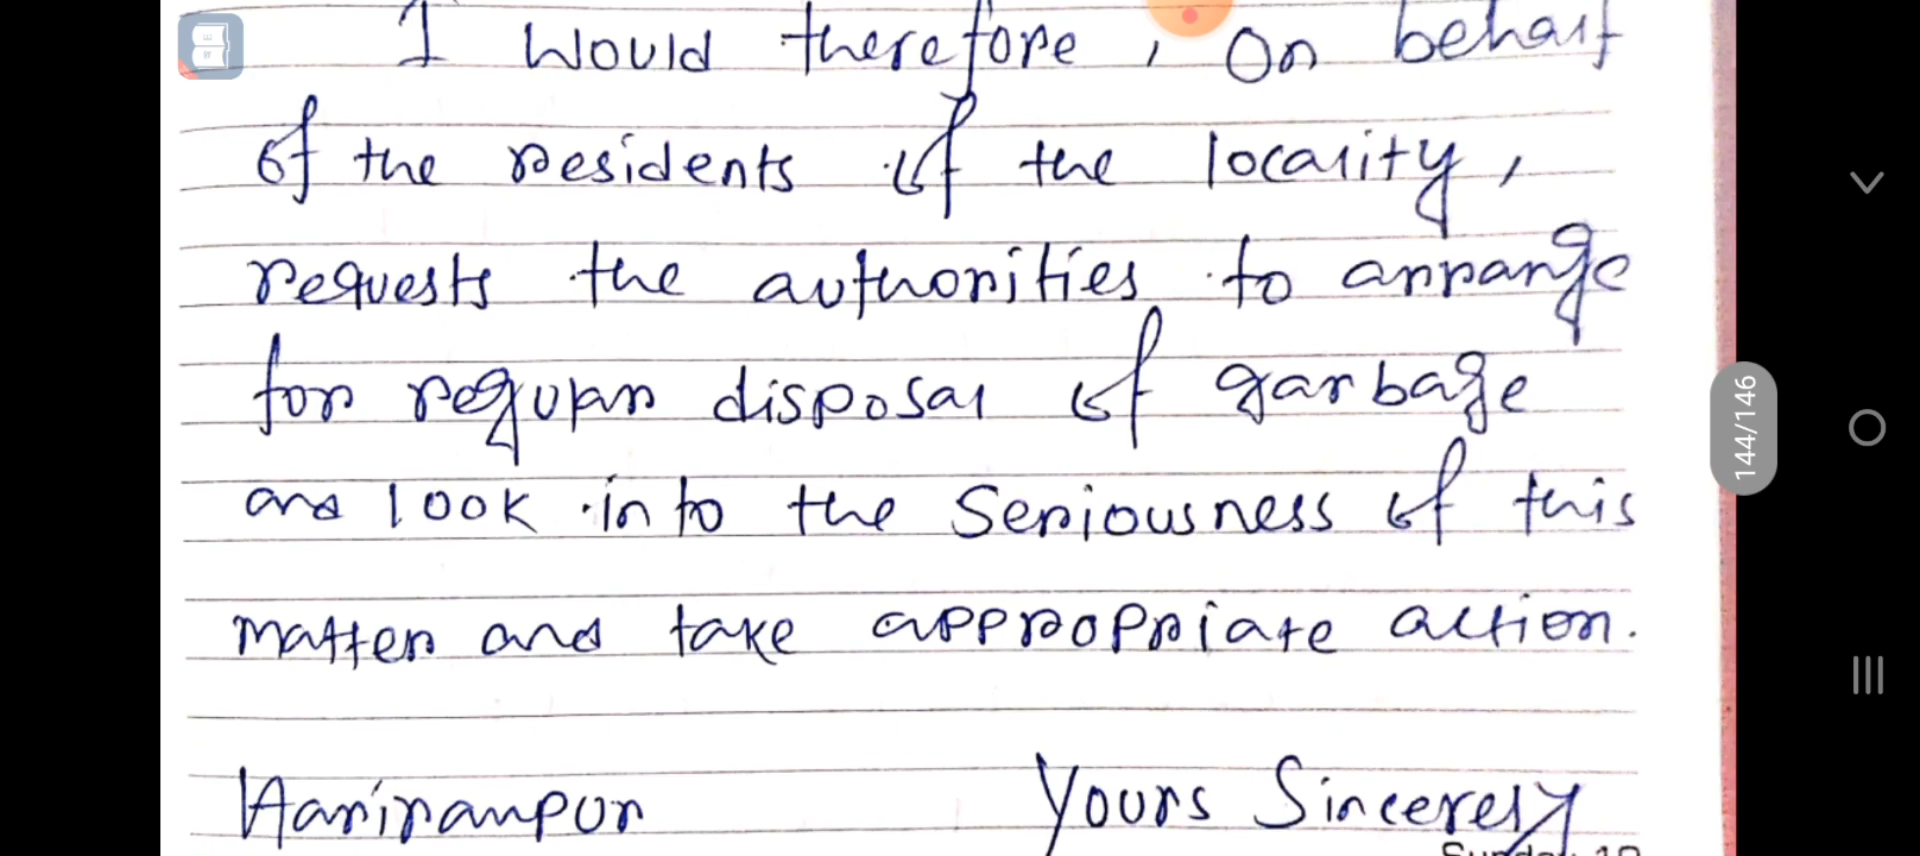 I would therefore, On behalf
of the residents of the locality,
requests the authorities to arrange
for regular disposal of garbage
and look into the Seriousness of this
matter and take appropriate action.
Harirampur Yours Sincerely
144/146